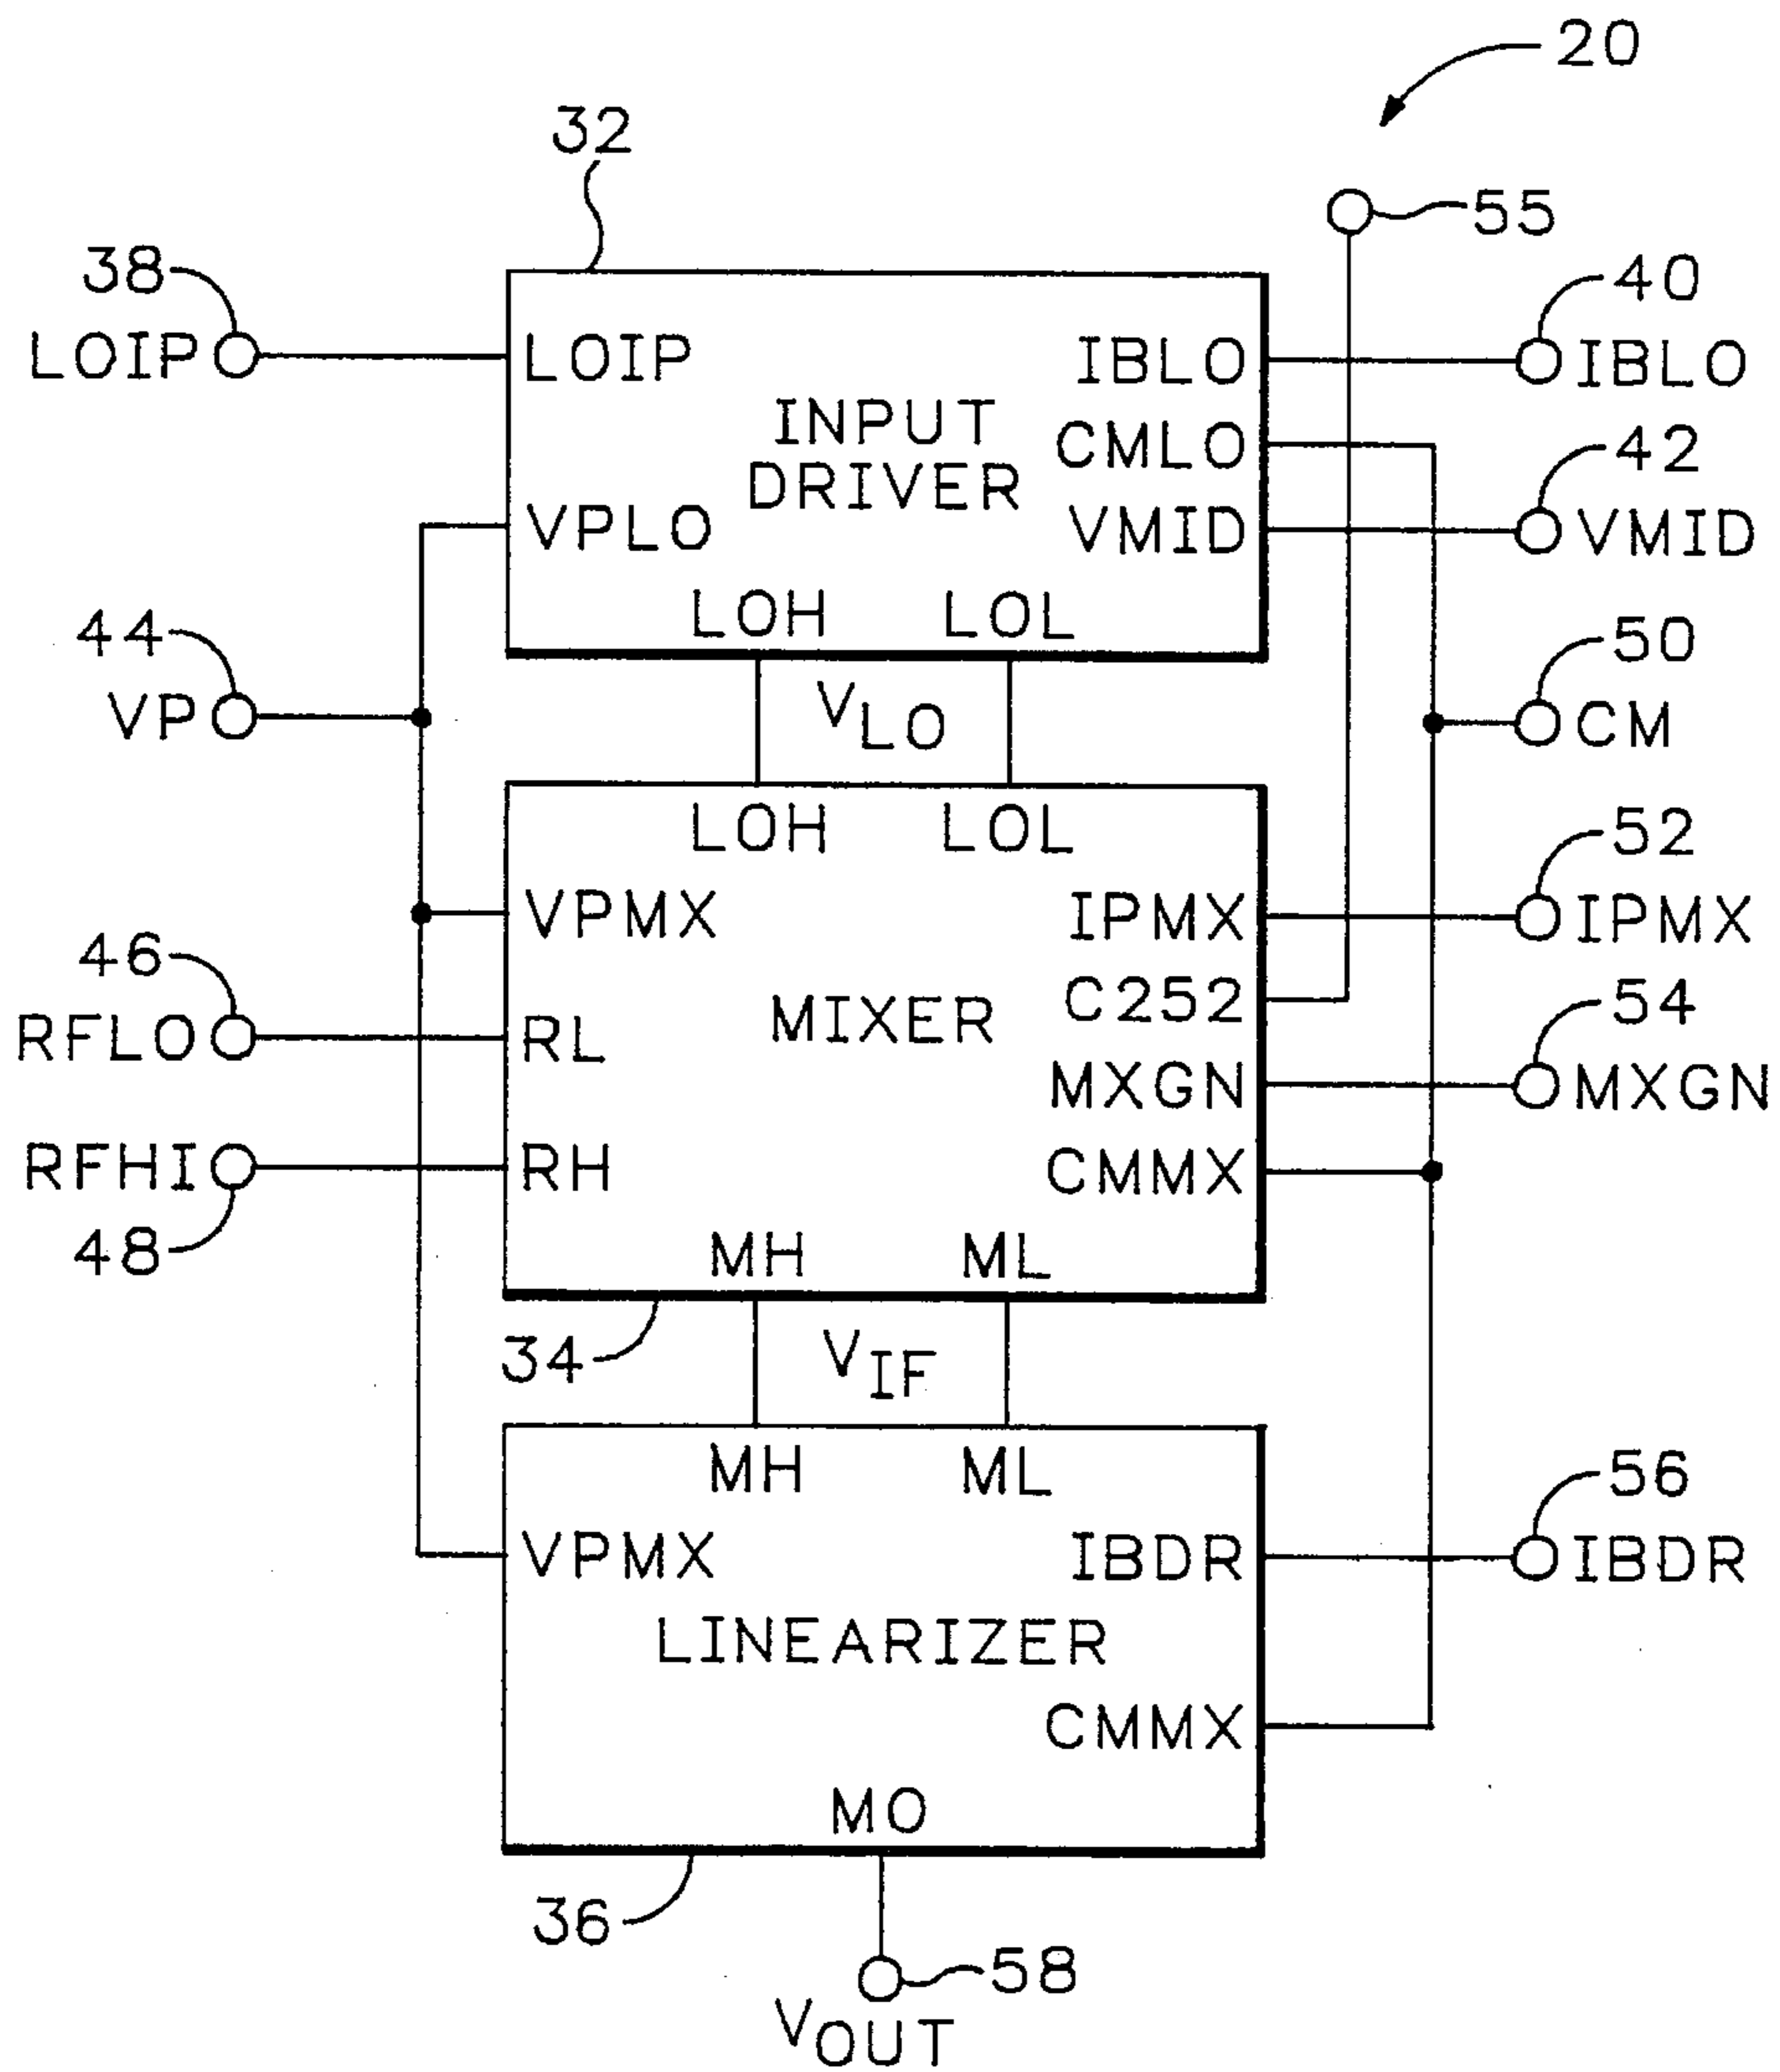 20
32
55
38
40
LOIP
LOIP
IBLO
IBLO
INPUT
DRIVER
CMLO
42
VPLO
VMID
VMID
LOH
LOL
44
50
VP
VLO
CM
LOH
LOL
52
VPMX
IPMX
IPMX
46
C252
54
RFLO
RL
MIXER
MXGN
MXGN
RFHI
RH
CMMX
48
MH
ML
34
VIF
MH
ML
56
VPMX
IBDR
IBDR
LINEARIZER
CMMX
MO
36
58
VOUT